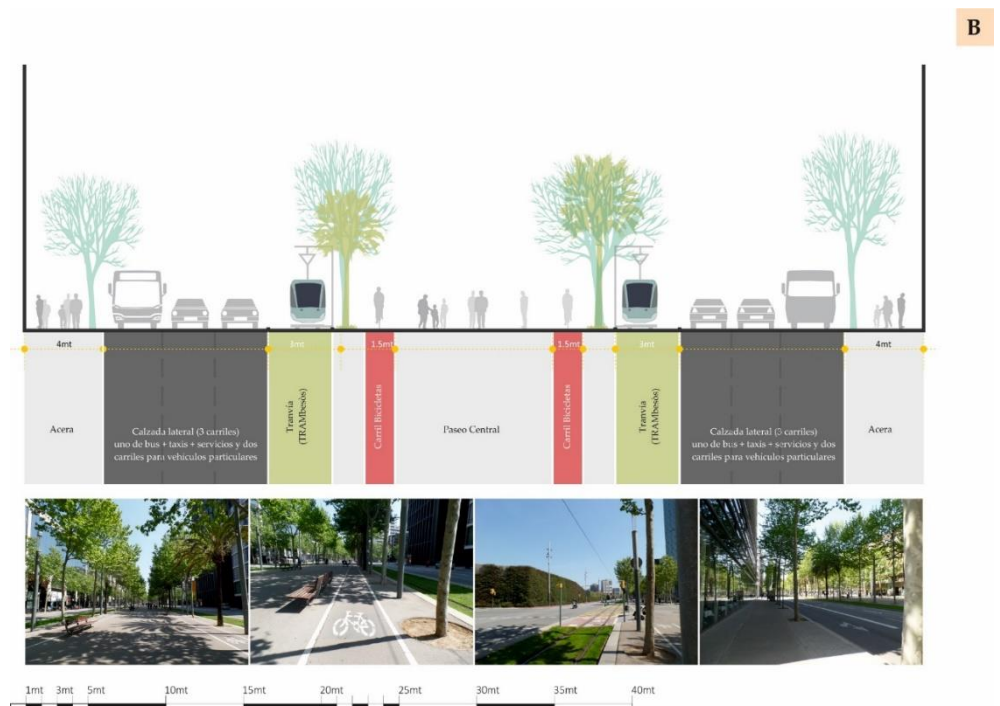 B
4mt
3mt
1.5mt
1.5mt
3mt
4mt
Acera
Calzada lateral (3 carriles)
uno de bus + taxis + servicios y dos
carriles para vehículos particulares
Tranvía
(TRAMbesós)
Carril Bicicletas
Paseo Central
Carril Bicicletas
Tranvía
(TRAMbesós)
Calzada lateral (3 carriles)
uno de bus + taxis + servicios y dos
carriles para vehículos particulares
Acera
1mt 3mt 5mt 10mt 15mt 20mt 25mt 30mt 35mt 40mt